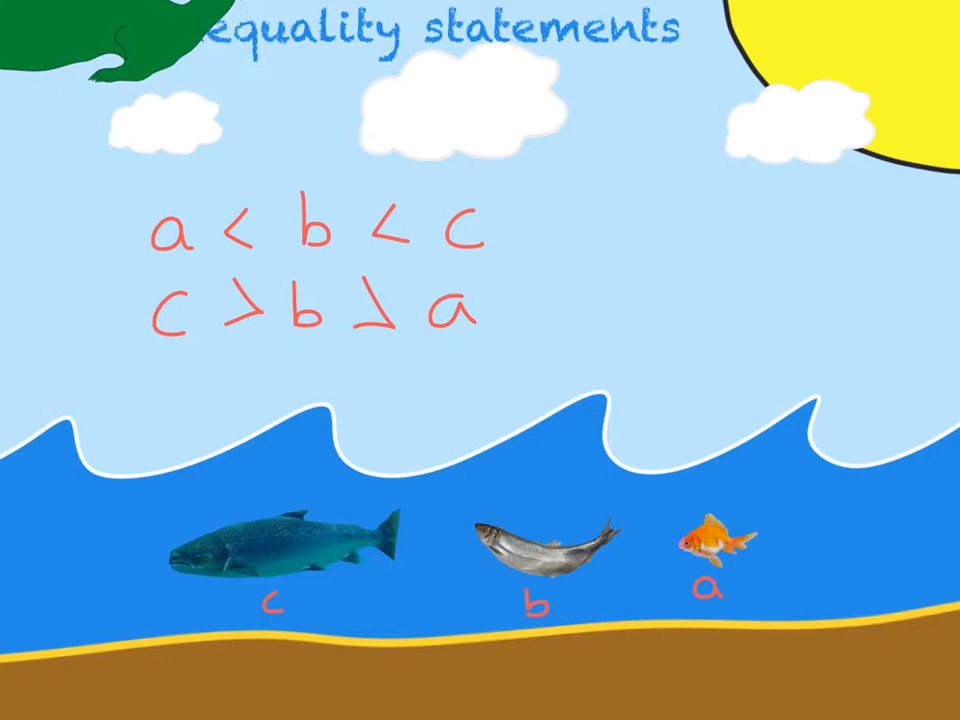 equality statements
a < b < c
c > b > a
c b a